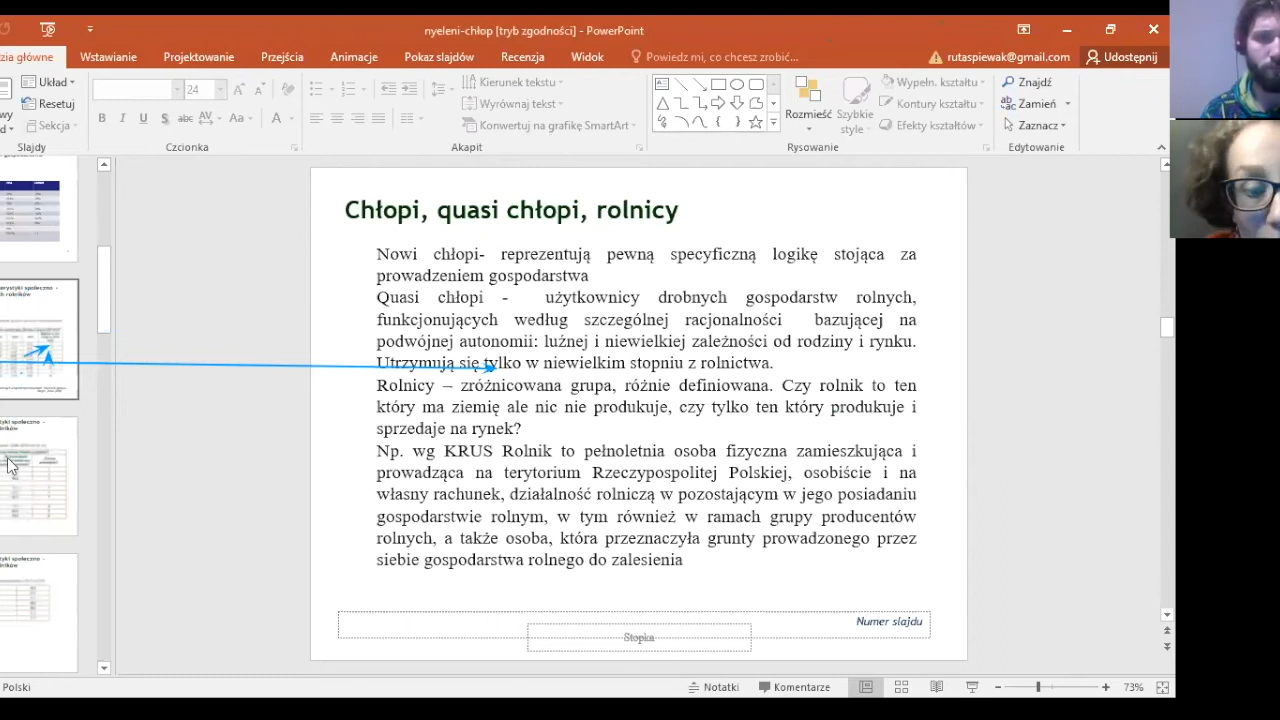 nyeleni-chłop [tryb zgodności] - PowerPoint
Wstawianie Projektowanie Przejścia Animacje Pokaz slajdów Recenzja Widok Powiedz mi, co chcesz zrobić... rutaspiewak@gmail.com Udostępnij
Układ
Resetuj
Sekcja
Slajdy
24
B I U S abc AV Aa A
Czcionka
Kierunek tekstu
Wyrównaj tekst
Konwertuj na grafikę SmartArt
Akapit
Rozmieść
Szybkie style
Wypełn. kształtu
Kontury kształtu
Efekty kształtu
Rysowanie
Znajdź
Zamień
Zaznacz
Edytowanie
Chłopi, quasi chłopi, rolnicy
Nowi chłopi- reprezentują pewną specyficzną logikę stojąca za
prowadzeniem gospodarstwa
Quasi chłopi - użytkownicy drobnych gospodarstw rolnych,
funkcjonujących według szczególnej racjonalności bazującej na
podwójnej autonomii: luźnej i niewielkiej zależności od rodziny i rynku.
Utrzymują się tylko w niewielkim stopniu z rolnictwa.
Rolnicy – zróżnicowana grupa, różnie definiowana. Czy rolnik to ten
który ma ziemię ale nic nie produkuje, czy tylko ten który produkuje i
sprzedaje na rynek?
Np. wg KRUS Rolnik to pełnoletnia osoba fizyczna zamieszkująca i
prowadząca na terytorium Rzeczypospolitej Polskiej, osobiście i na
własny rachunek, działalność rolniczą w pozostającym w jego posiadaniu
gospodarstwie rolnym, w tym również w ramach grupy producentów
rolnych, a także osoba, która przeznaczyła grunty prowadzonego przez
siebie gospodarstwa rolnego do zalesienia
Numer slajdu
Stopka
Polski
Notatki Komentarze 73%